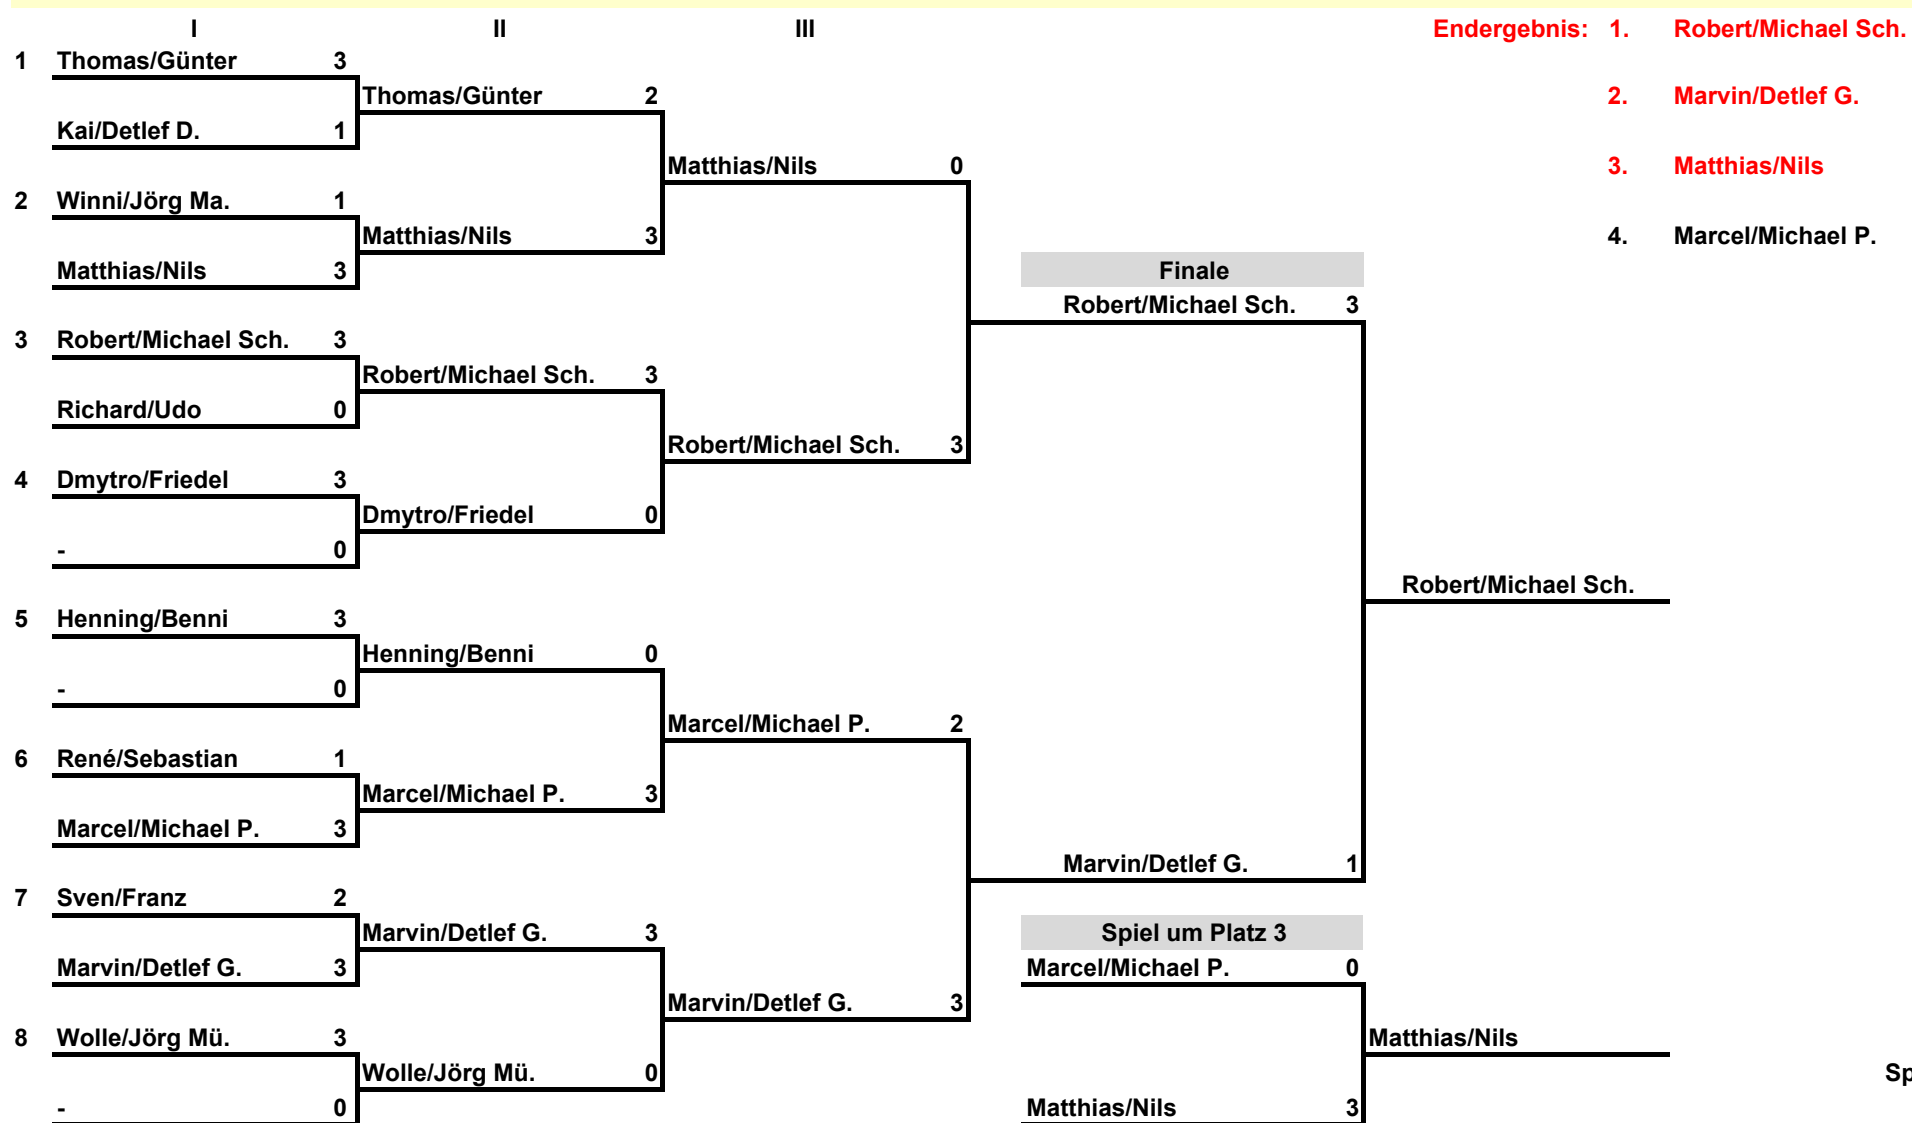 I II III Endergebnis: 1. Robert/Michael Sch.
1 Thomas/Günter 3
Thomas/Günter 2 2. Marvin/Detlef G.
Kai/Detlef D. 1
Matthias/Nils 0 3. Matthias/Nils
2 Winni/Jörg Ma. 1
Matthias/Nils 3 4. Marcel/Michael P.
Matthias/Nils 3 Finale
Robert/Michael Sch. 3
3 Robert/Michael Sch. 3
Robert/Michael Sch. 3
Richard/Udo 0
Robert/Michael Sch. 3
4 Dmytro/Friedel 3
Dmytro/Friedel 0
- 0
Robert/Michael Sch.
5 Henning/Benni 3
Henning/Benni 0
- 0
Marcel/Michael P. 2
6 René/Sebastian 1
Marcel/Michael P. 3
Marcel/Michael P. 3
Marvin/Detlef G. 1
7 Sven/Franz 2
Marvin/Detlef G. 3 Spiel um Platz 3
Marvin/Detlef G. 3 Marcel/Michael P. 0
Marvin/Detlef G. 3
8 Wolle/Jörg Mü. 3 Matthias/Nils
Wolle/Jörg Mü. 0 Sp
- 0 Matthias/Nils 3